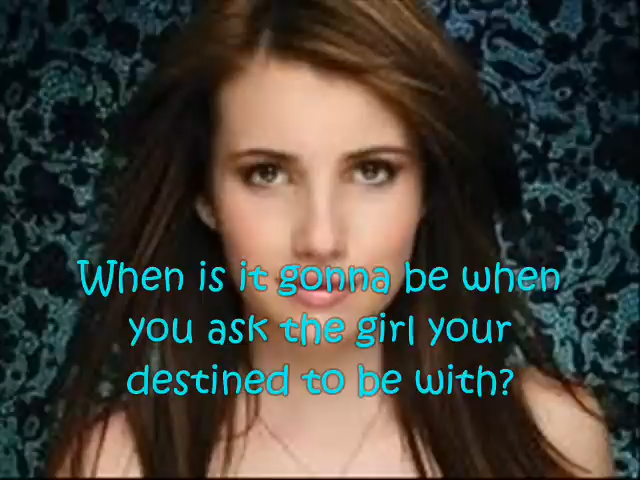 When is it gonna be when
you ask the girl your
destined to be with?